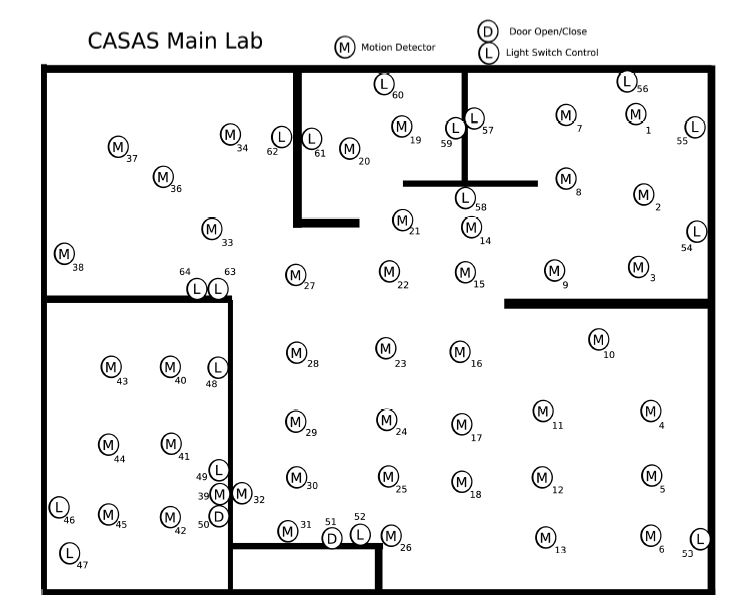 CASAS Main Lab
M Motion Detector
D Door Open/Close
L Light Switch Control
L 60
L 56
M 7
M 1
L 55
L 57
L 59
M 19
M 20
L 61
L 62
M 34
M 37
M 36
M 8
M 2
L 58
M 21
M 14
M 33
L 54
M 38
64 L
63 L
M 27
M 22
M 15
M 9
M 3
M 10
M 43
M 40
L 48
M 28
M 23
M 16
M 11
M 4
M 29
M 24
M 17
M 44
M 41
49 L
39 M
M 32
M 30
M 25
M 18
M 12
M 5
L 46
M 45
M 42
50 D
L 47
M 31
51 D
52 L
M 26
M 13
M 6
L 53